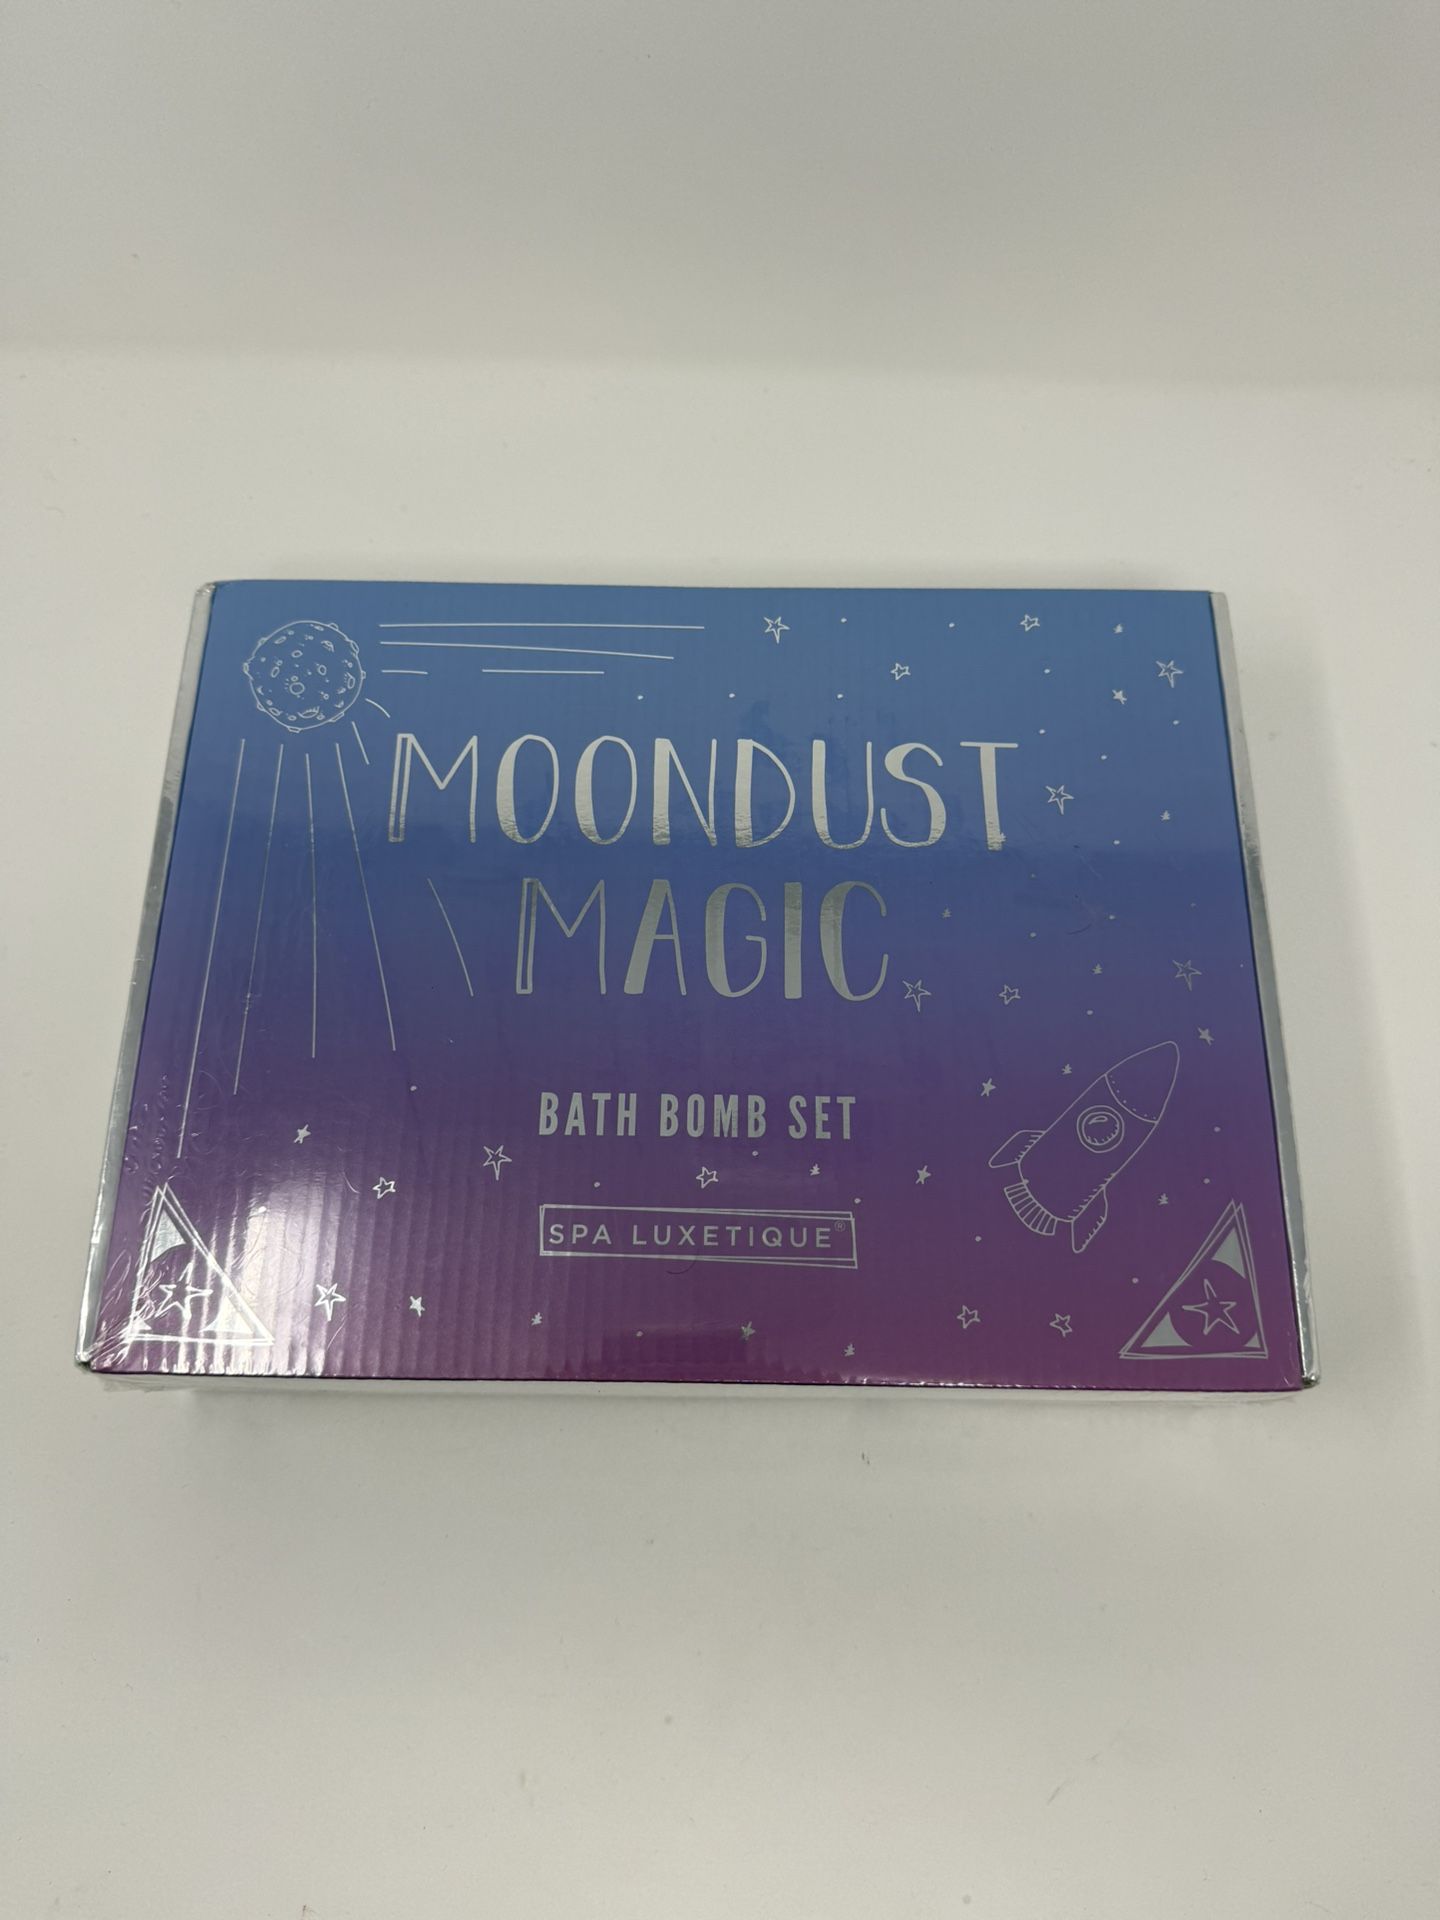 MOONDUST
MAGIC
BATH BOMB SET
SPA LUXETIQUE®